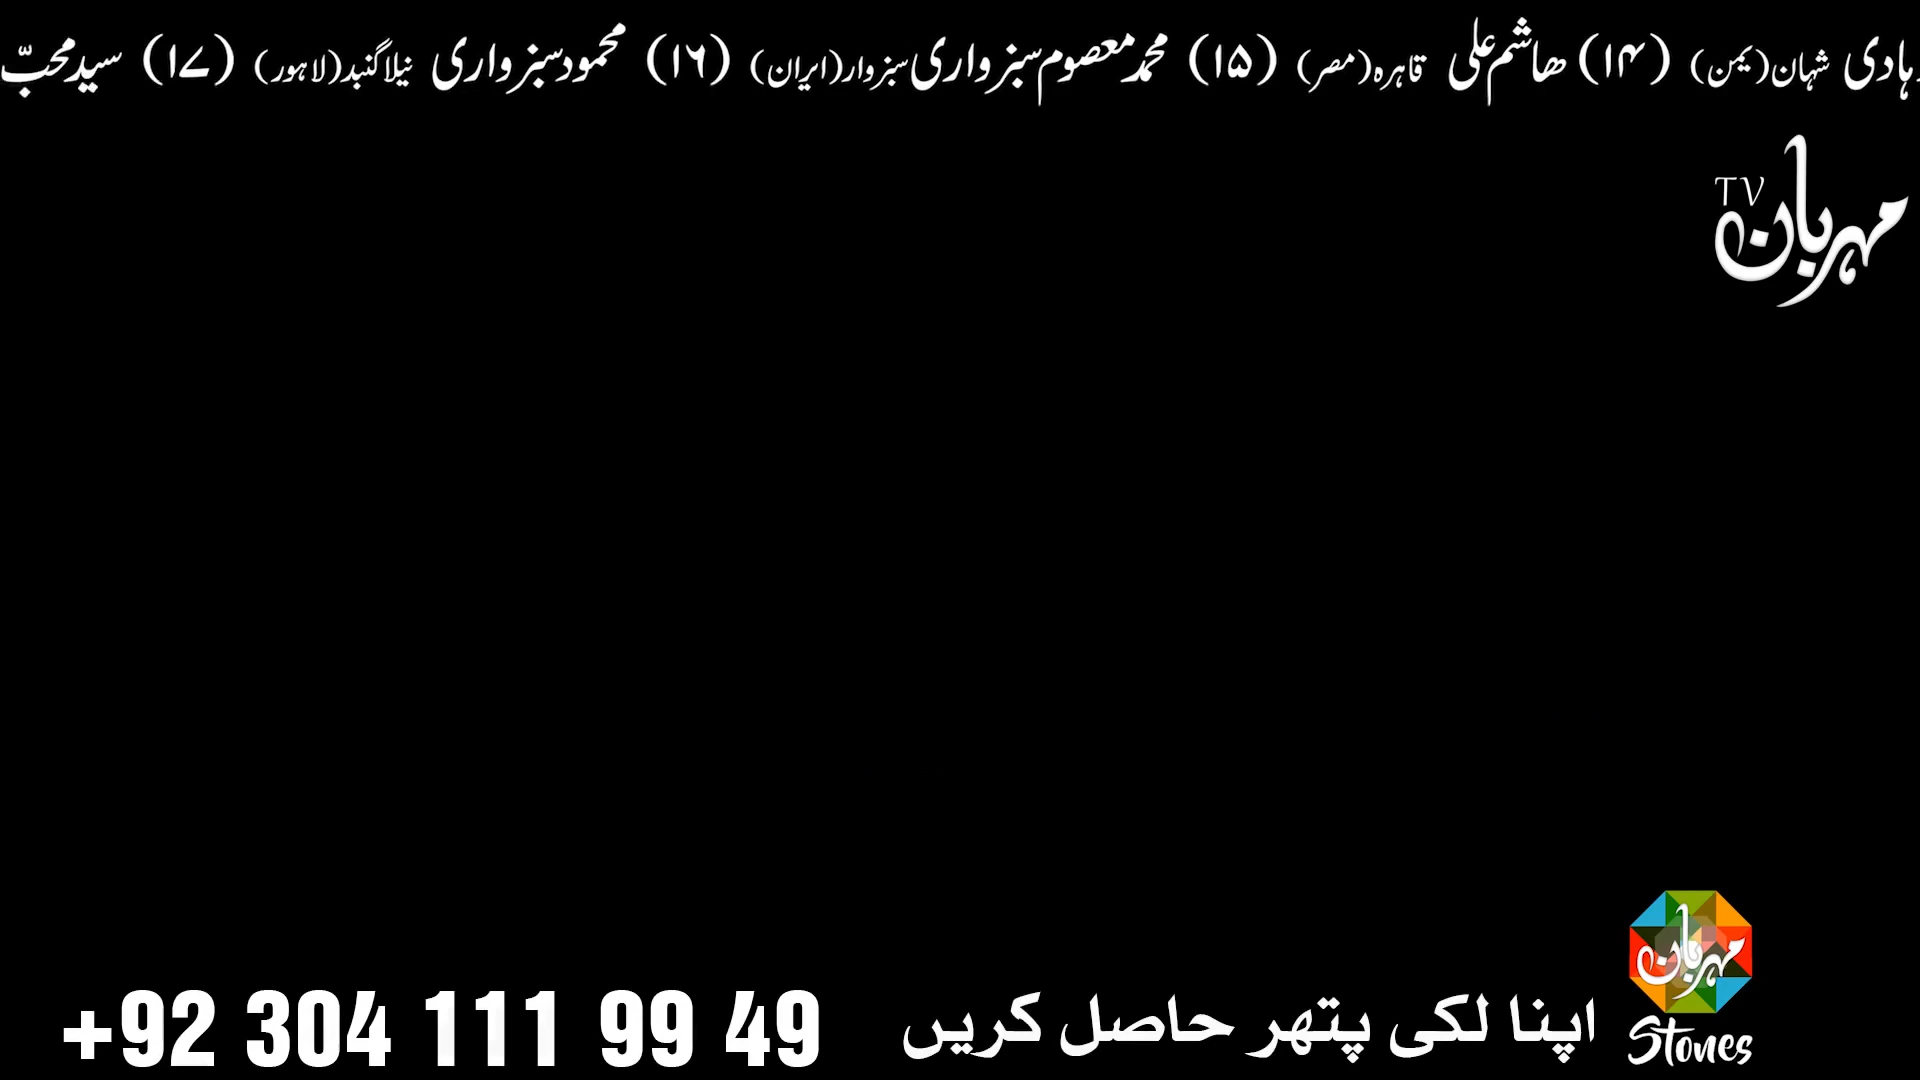 ہادی شہان(یمن) (۱۴) ھاشم علی قاہرہ(مصر) (۱۵) محمد معصوم سبزواری سبزوار(ایران) (۱۶) محمود سبزواری نیلا گنبد(لاہور) (۱۷) سید محبّ
TV
مہربان
مہربان
Stones
اپنا لکی پتھر حاصل کریں
+92 304 111 99 49